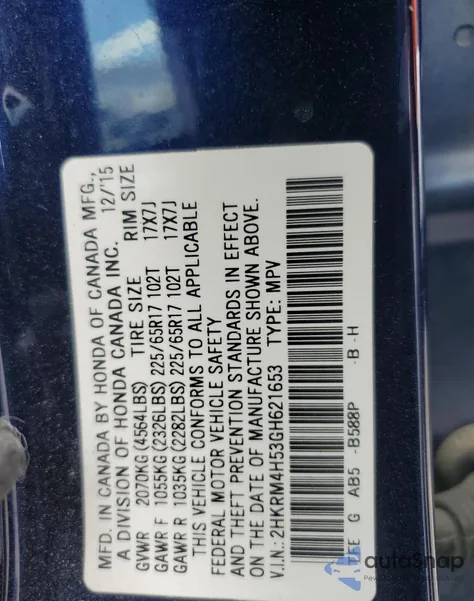 MFD. IN CANADA BY HONDA OF CANADA MFG.,
A DIVISION OF HONDA CANADA INC. 12/'15
GVWR 2070KG(4564LBS) TIRE SIZE RIM SIZE
GAWR F 1055KG(2326LBS) 225/65R17 102T 17X7J
GAWR R 1035KG(2282LBS) 225/65R17 102T 17X7J
THIS VEHICLE CONFORMS TO ALL APPLICABLE
FEDERAL MOTOR VEHICLE SAFETY
AND THEFT PREVENTION STANDARDS IN EFFECT
ON THE DATE OF MANUFACTURE SHOWN ABOVE.
V.I.N.:2HKRM4H53GH621653 TYPE: MPV
G AB5 -B588P -B -H
autoSnap